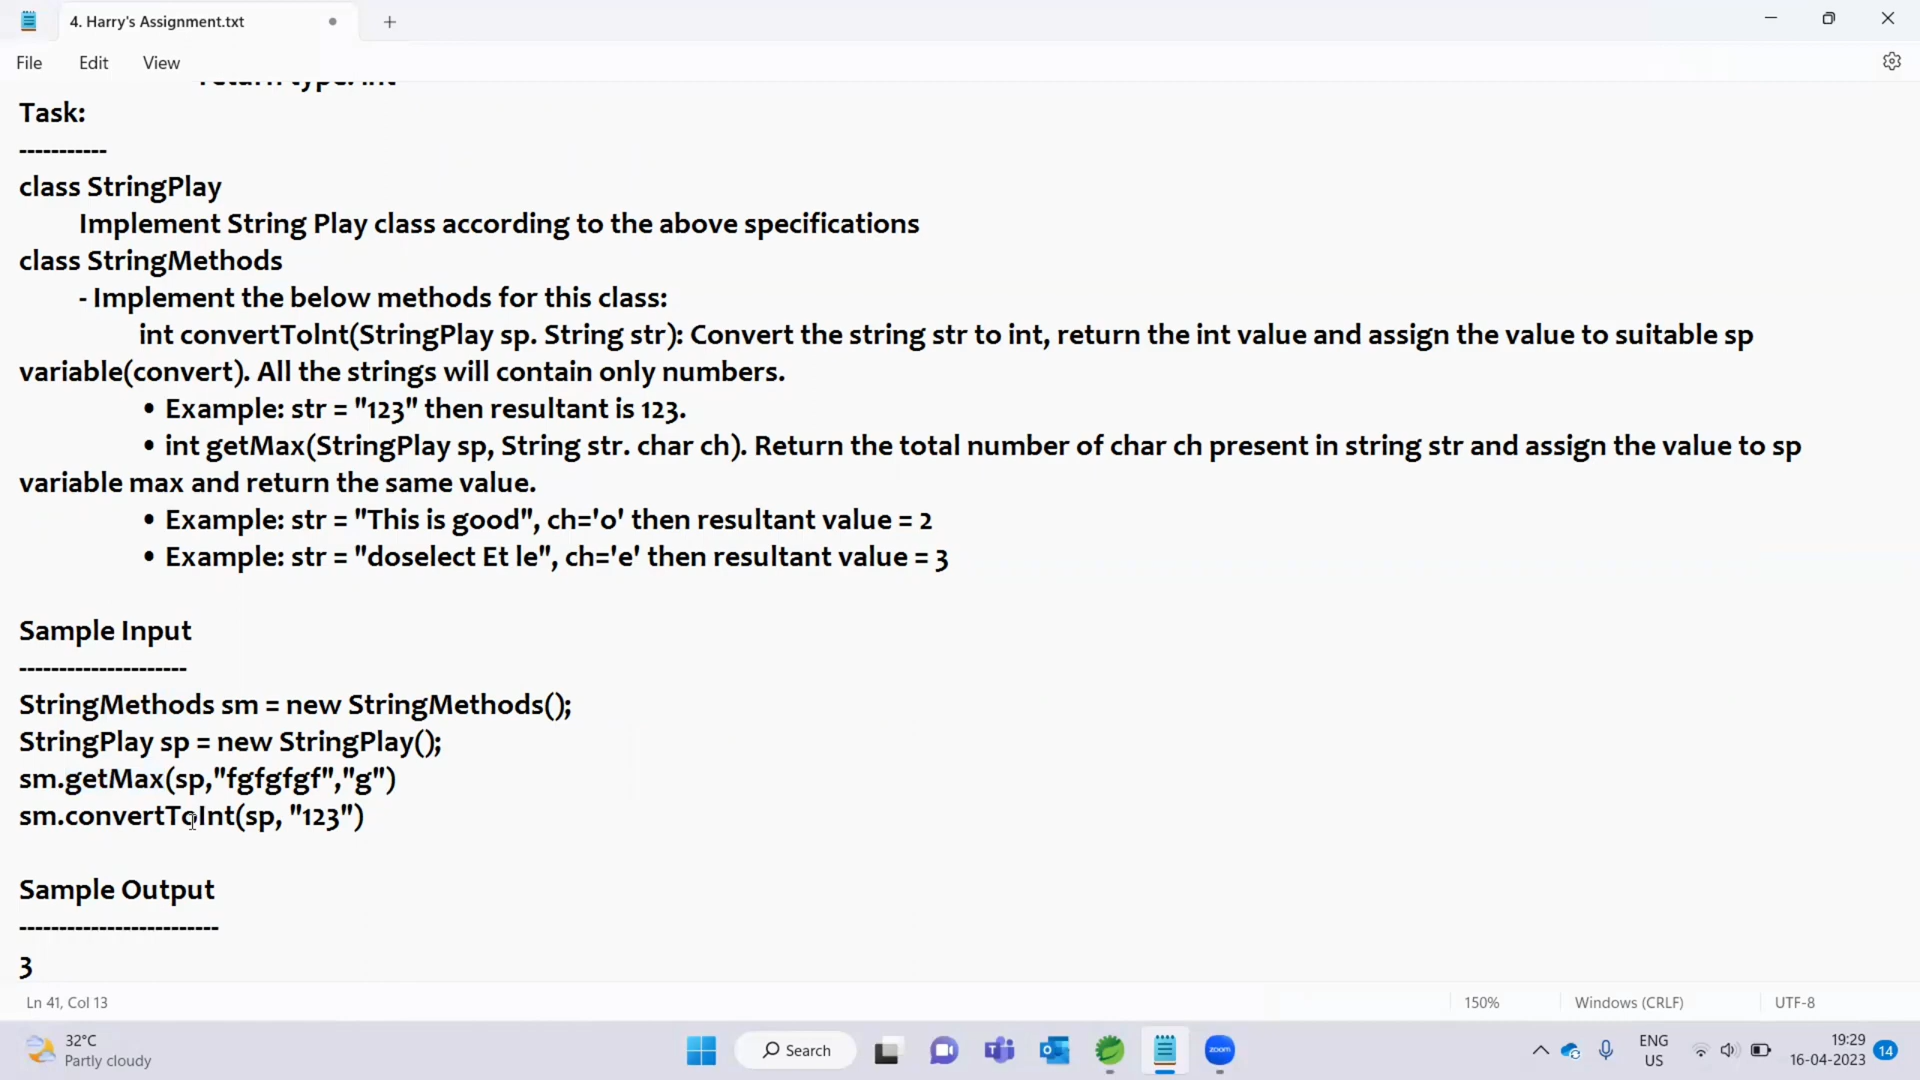 4. Harry's Assignment.txt
File Edit View
return type: int
Task:
-----------
class StringPlay
Implement String Play class according to the above specifications
class StringMethods
- Implement the below methods for this class:
int convertToInt(StringPlay sp. String str): Convert the string str to int, return the int value and assign the value to suitable sp
variable(convert). All the strings will contain only numbers.
• Example: str = "123" then resultant is 123.
• int getMax(StringPlay sp, String str. char ch). Return the total number of char ch present in string str and assign the value to sp
variable max and return the same value.
• Example: str = "This is good", ch='o' then resultant value = 2
• Example: str = "doselect Et le", ch='e' then resultant value = 3
Sample Input
---------------------
StringMethods sm = new StringMethods();
StringPlay sp = new StringPlay();
sm.getMax(sp,"fgfgfgf","g")
sm.convertToInt(sp, "123")
Sample Output
-------------------------
3
Ln 41, Col 13 150% Windows (CRLF) UTF-8
32°C
Partly cloudy
Search
zoom
ENG
US
19:29
16-04-2023
14